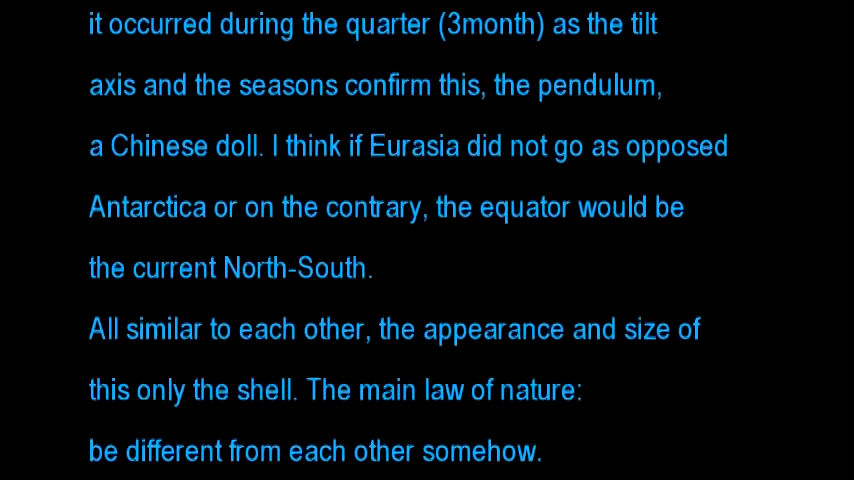 it occurred during the quarter (3month) as the tilt
axis and the seasons confirm this, the pendulum,
a Chinese doll. I think if Eurasia did not go as opposed
Antarctica or on the contrary, the equator would be
the current North-South.
All similar to each other, the appearance and size of
this only the shell. The main law of nature:
be different from each other somehow.